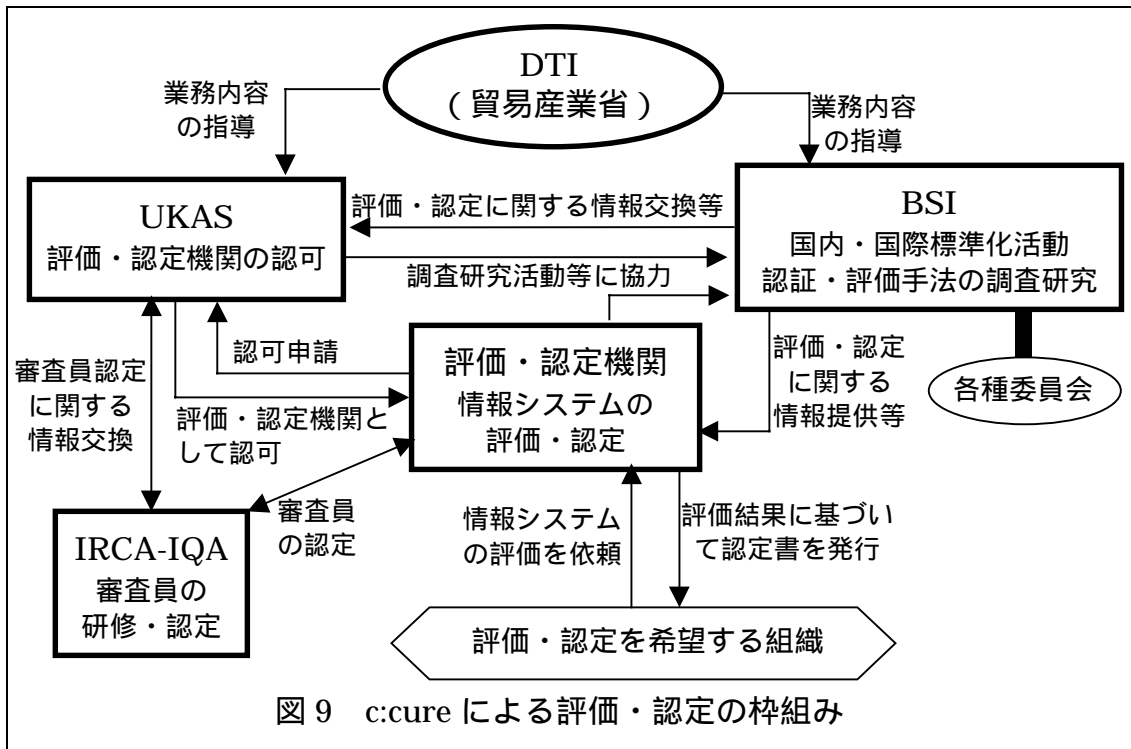 DTI
（貿易産業省）
業務内容
の指導
業務内容
の指導
UKAS
評価・認定機関の認可
評価・認定に関する情報交換等
調査研究活動等に協力
BSI
国内・国際標準化活動
認証・評価手法の調査研究
各種委員会
認可申請
評価・認定機関と
して認可
審査員認定
に関する
情報交換
評価・認定機関
情報システムの
評価・認定
評価・認定
に関する
情報提供等
IRCA-IQA
審査員の
研修・認定
審査員
の認定
情報システム
の評価を依頼
評価結果に基づい
て認定書を発行
評価・認定を希望する組織
図 9　c:cure による評価・認定の枠組み